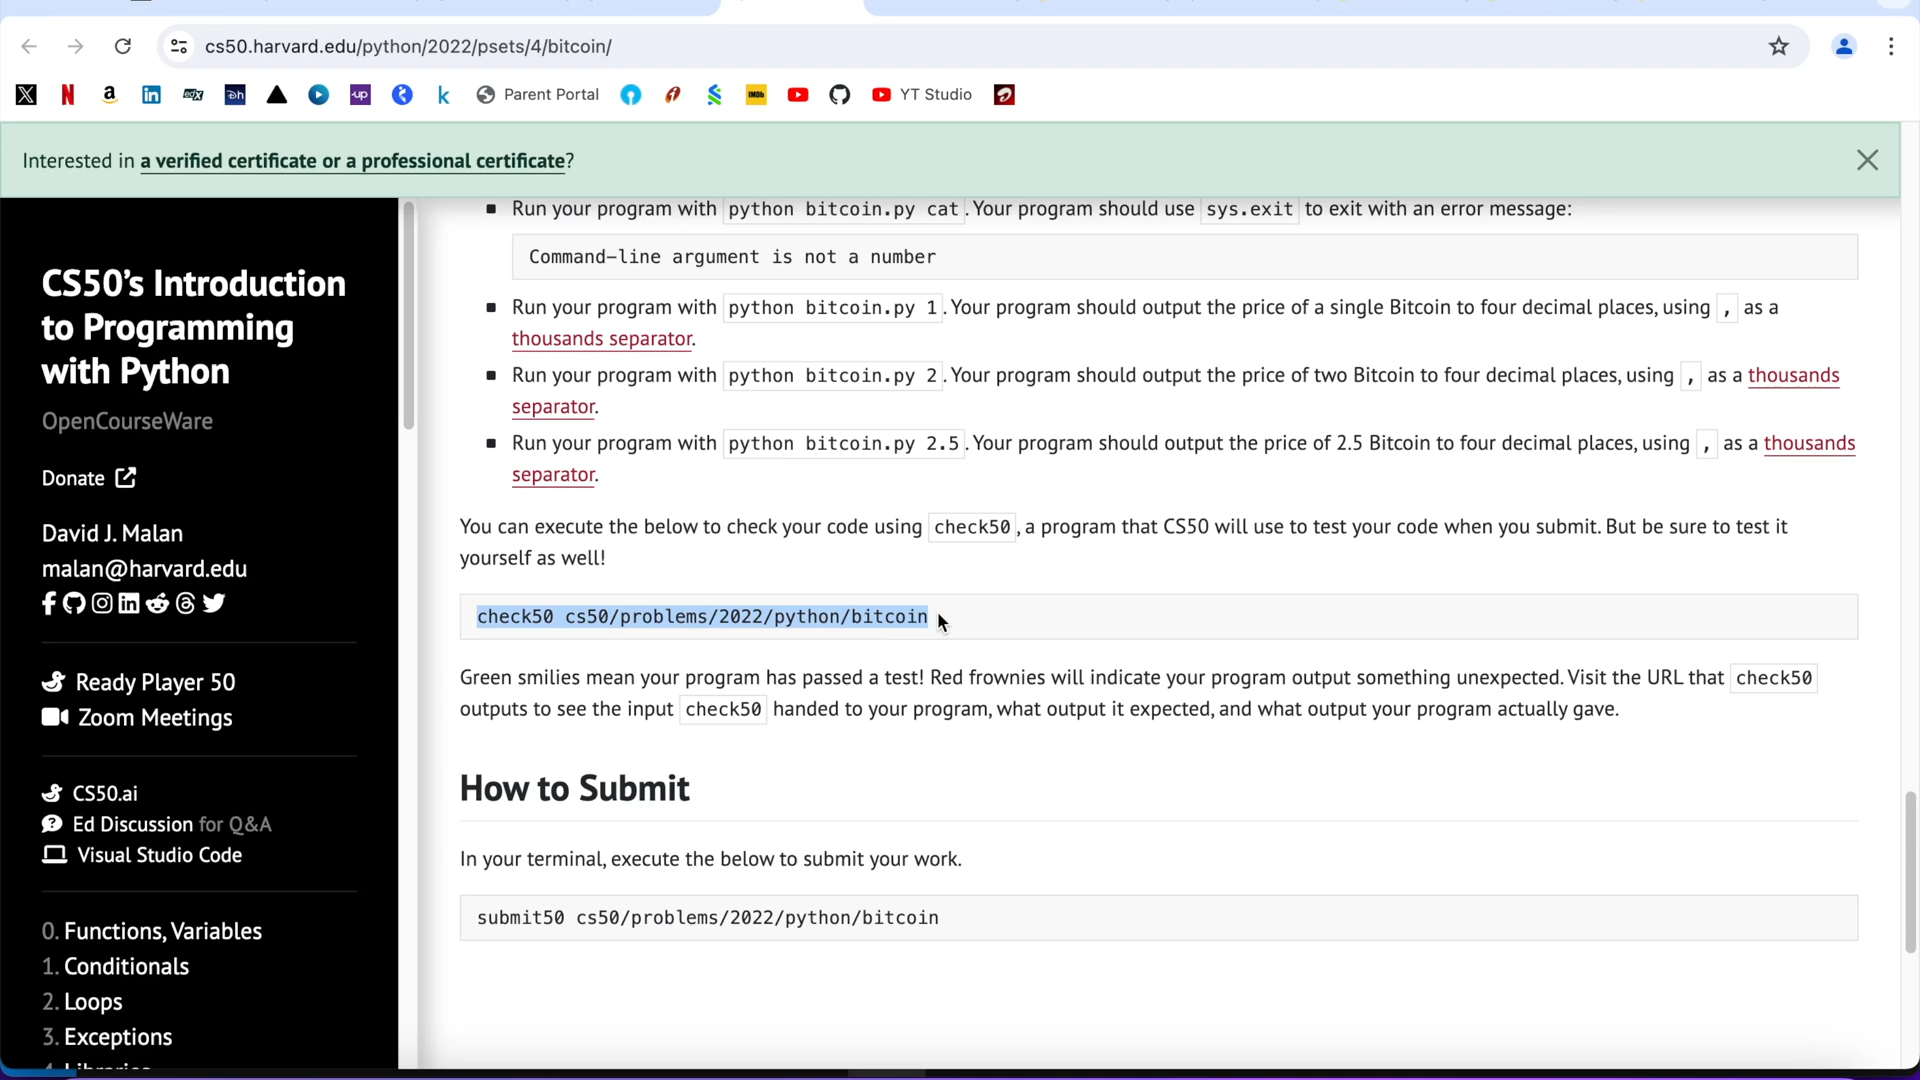 cs50.harvard.edu/python/2022/psets/4/bitcoin/
X N a in edX Dh up k Parent Portal IMDb YT Studio
Interested in a verified certificate or a professional certificate?
CS50’s Introduction
to Programming
with Python
OpenCourseWare
Donate
David J. Malan
malan@harvard.edu
Ready Player 50
Zoom Meetings
CS50.ai
Ed Discussion for Q&A
Visual Studio Code
0. Functions, Variables
1. Conditionals
2. Loops
3. Exceptions
4. Libraries
Run your program with python bitcoin.py cat. Your program should use sys.exit to exit with an error message:
Command-line argument is not a number
Run your program with python bitcoin.py 1. Your program should output the price of a single Bitcoin to four decimal places, using , as a
thousands separator.
Run your program with python bitcoin.py 2. Your program should output the price of two Bitcoin to four decimal places, using , as a thousands
separator.
Run your program with python bitcoin.py 2.5. Your program should output the price of 2.5 Bitcoin to four decimal places, using , as a thousands
separator.
You can execute the below to check your code using check50, a program that CS50 will use to test your code when you submit. But be sure to test it
yourself as well!
check50 cs50/problems/2022/python/bitcoin
Green smilies mean your program has passed a test! Red frownies will indicate your program output something unexpected. Visit the URL that check50
outputs to see the input check50 handed to your program, what output it expected, and what output your program actually gave.
How to Submit
In your terminal, execute the below to submit your work.
submit50 cs50/problems/2022/python/bitcoin